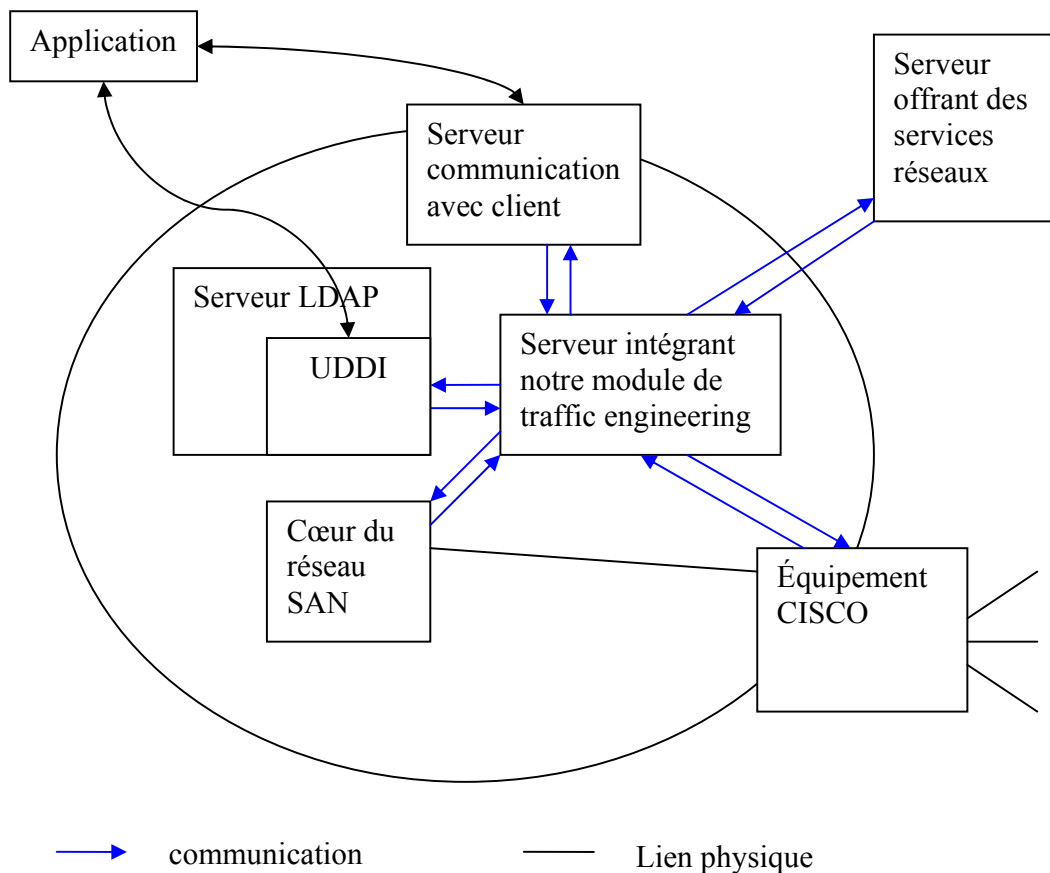 Application
Serveur
offrant des
services
réseaux
Serveur
communication
avec client
Serveur LDAP
UDDI
Serveur intégrant
notre module de
traffic engineering
Cœur du
réseau
SAN
Équipement
CISCO
communication
Lien physique